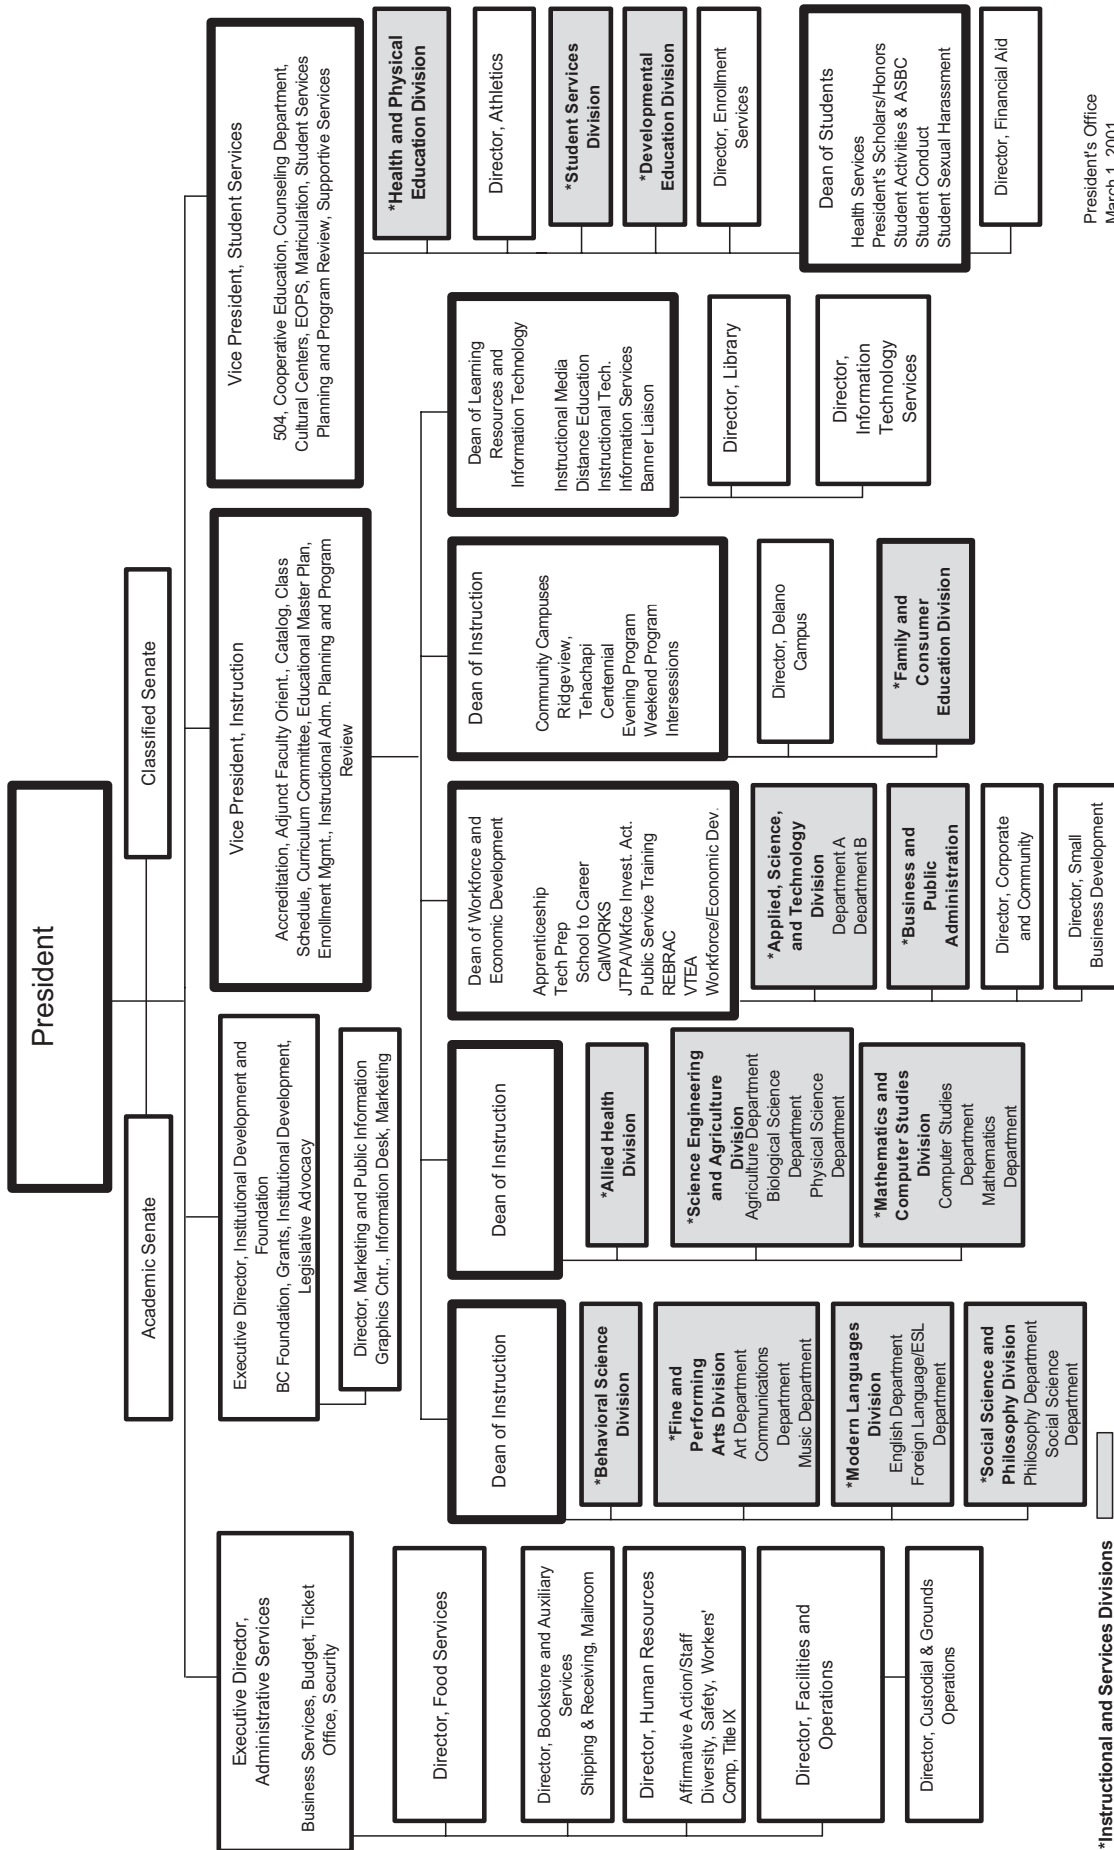 President
Academic Senate
Classified Senate
Executive Director,
Administrative Services
Business Services, Budget, Ticket
Office, Security
Director, Food Services
Director, Bookstore and Auxiliary
Services
Shipping & Receiving, Mailroom
Director, Human Resources
Affirmative Action/Staff
Diversity, Safety, Workers'
Comp, Title IX
Director, Facilities and
Operations
Director, Custodial & Grounds
Operations
Executive Director, Institutional Development and
Foundation
BC Foundation, Grants, Institutional Development,
Legislative Advocacy
Director, Marketing and Public Information
Graphics Cntr., Information Desk, Marketing
Vice President, Instruction
Accreditation, Adjunct Faculty Orient., Catalog, Class
Schedule, Curriculum Committee, Educational Master Plan,
Enrollment Mgmt., Instructional Adm. Planning and Program
Review
Dean of Instruction
*Behavioral Science
Division
*Fine and
Performing
Arts Division
Art Department
Communications
Department
Music Department
*Modern Languages
Division
English Department
Foreign Language/ESL
Department
*Social Science and
Philosophy Division
Philosophy Department
Social Science
Department
Dean of Instruction
*Allied Health
Division
*Science Engineering
and Agriculture
Division
Agriculture Department
Biological Science
Department
Physical Science
Department
*Mathematics and
Computer Studies
Division
Computer Studies
Department
Mathematics
Department
Dean of Workforce and
Economic Development
Apprenticeship
Tech Prep
School to Career
CalWORKS
JTPA/Wkfce Invest. Act.
Public Service Training
REBRAC
VTEA
Workforce/Economic Dev.
*Applied, Science,
and Technology
Division
Department A
Department B
*Business and
Public
Administration
Director, Corporate
and Community
Director, Small
Business Development
Dean of Instruction
Community Campuses
Ridgeview,
Tehachapi
Centennial
Evening Program
Weekend Program
Intersessions
Director, Delano
Campus
*Family and
Consumer
Education Division
Dean of Learning
Resources and
Information Technology
Instructional Media
Distance Education
Instructional Tech.
Information Services
Banner Liaison
Director, Library
Director,
Information
Technology
Services
Vice President, Student Services
504, Cooperative Education, Counseling Department,
Cultural Centers, EOPS, Matriculation, Student Services
Planning and Program Review, Supportive Services
*Health and Physical
Education Division
Director, Athletics
*Student Services
Division
*Developmental
Education Division
Director, Enrollment
Services
Dean of Students
Health Services
President's Scholars/Honors
Student Activities & ASBC
Student Conduct
Student Sexual Harassment
Director, Financial Aid
*Instructional and Services Divisions
President's Office
March 1, 2001